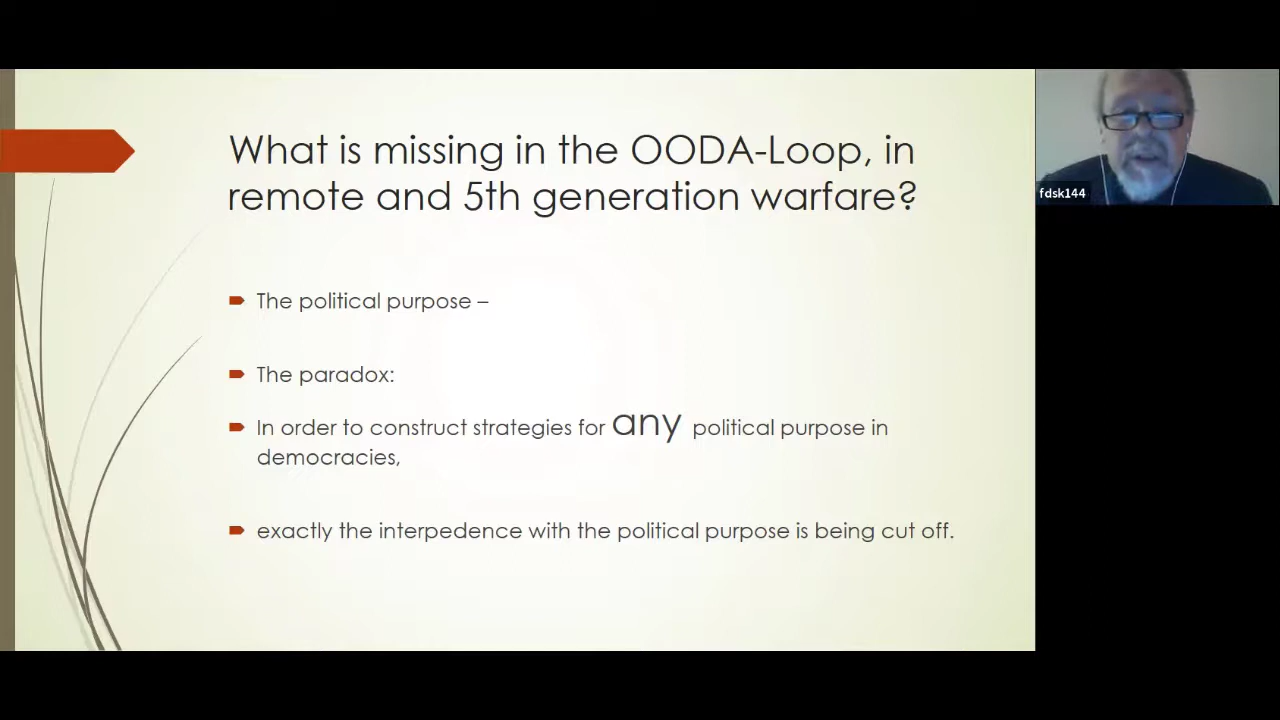 What is missing in the OODA-Loop, in
remote and 5th generation warfare?
The political purpose –
The paradox:
In order to construct strategies for any political purpose in
democracies,
exactly the interpedence with the political purpose is being cut off.
fdsk144